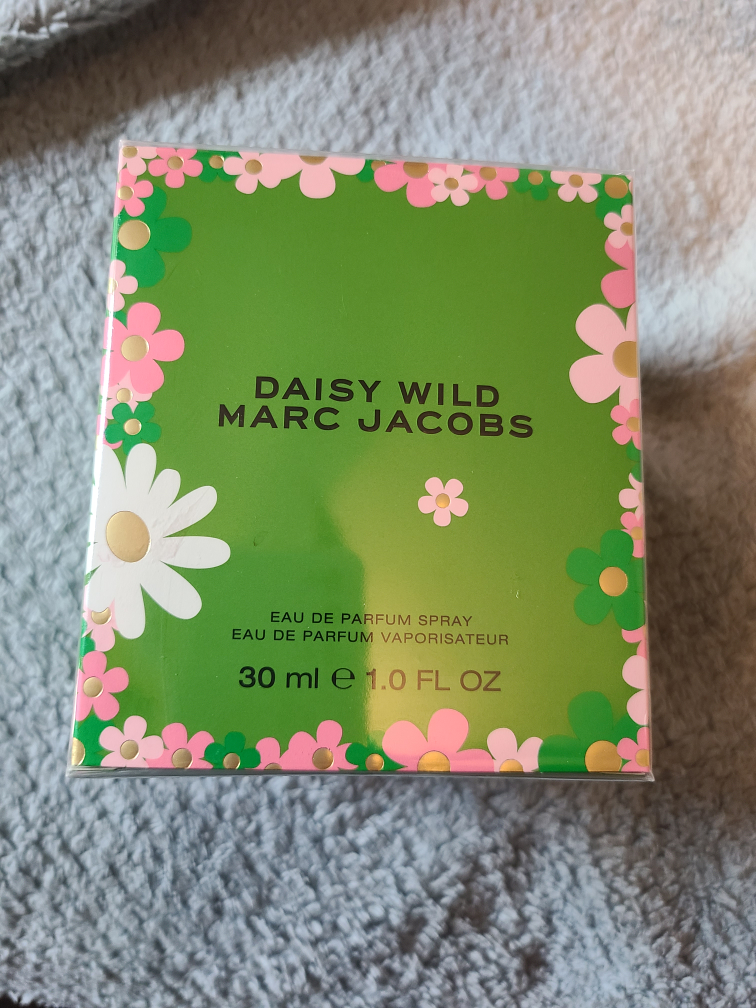 DAISY WILD
MARC JACOBS
EAU DE PARFUM SPRAY
EAU DE PARFUM VAPORISATEUR
30 ml ℮ 1.0 FL OZ